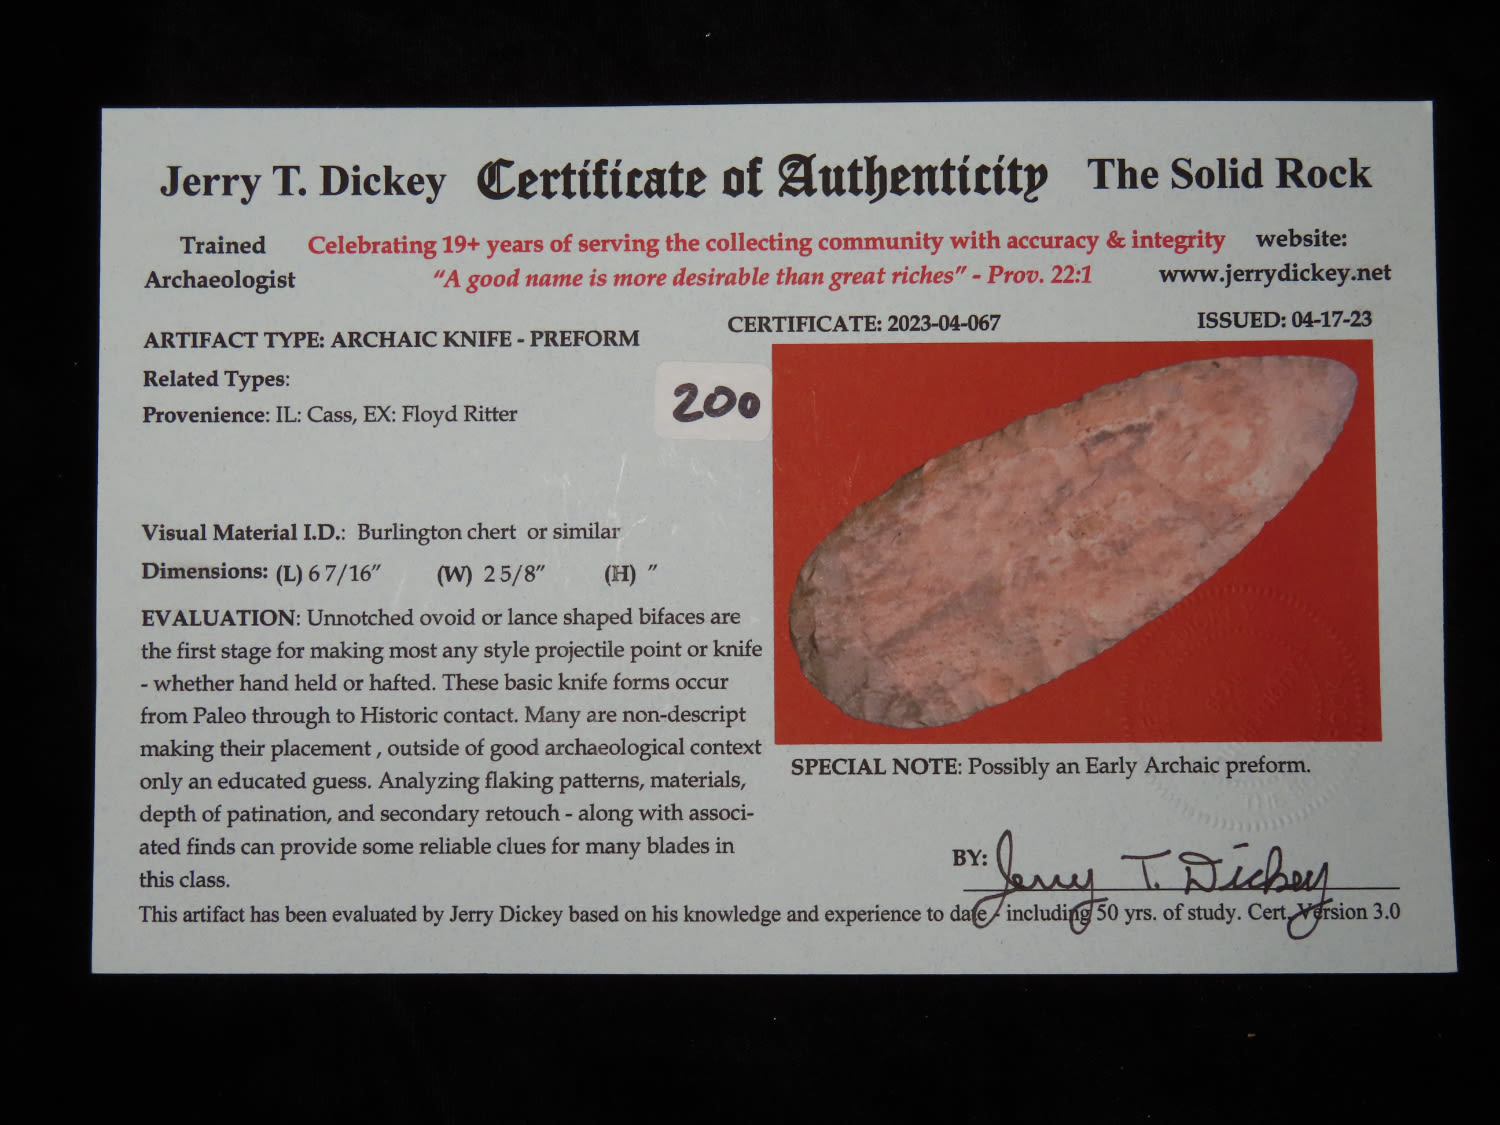 Jerry T. Dickey Certificate of Authenticity The Solid Rock
Trained Archaeologist
Celebrating 19+ years of serving the collecting community with accuracy & integrity
"A good name is more desirable than great riches" - Prov. 22:1
website:
www.jerrydickey.net
CERTIFICATE: 2023-04-067
ISSUED: 04-17-23
ARTIFACT TYPE: ARCHAIC KNIFE - PREFORM
Related Types:
Provenience: IL: Cass, EX: Floyd Ritter
200
Visual Material I.D.: Burlington chert or similar
Dimensions: (L) 6 7/16" (W) 2 5/8" (H) "
EVALUATION: Unnotched ovoid or lance shaped bifaces are
the first stage for making most any style projectile point or knife
- whether hand held or hafted. These basic knife forms occur
from Paleo through to Historic contact. Many are non-descript
making their placement , outside of good archaeological context
only an educated guess. Analyzing flaking patterns, materials,
depth of patination, and secondary retouch - along with associ-
ated finds can provide some reliable clues for many blades in
this class.
SPECIAL NOTE: Possibly an Early Archaic preform.
BY: Jerry T. Dickey
This artifact has been evaluated by Jerry Dickey based on his knowledge and experience to date - including 50 yrs. of study. Cert. Version 3.0